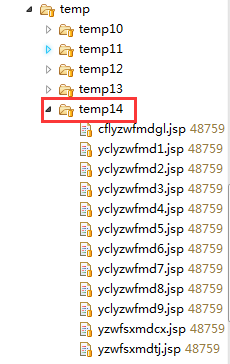 temp
temp10
temp11
temp12
temp13
temp14
cflyzwfmdgl.jsp 48759
yclyzwfmd1.jsp 48759
yclyzwfmd2.jsp 48759
yclyzwfmd3.jsp 48759
yclyzwfmd4.jsp 48759
yclyzwfmd5.jsp 48759
yclyzwfmd6.jsp 48759
yclyzwfmd7.jsp 48759
yclyzwfmd8.jsp 48759
yclyzwfmd9.jsp 48759
yzwfsxmdcx.jsp 48759
yzwfsxmdtj.jsp 48759